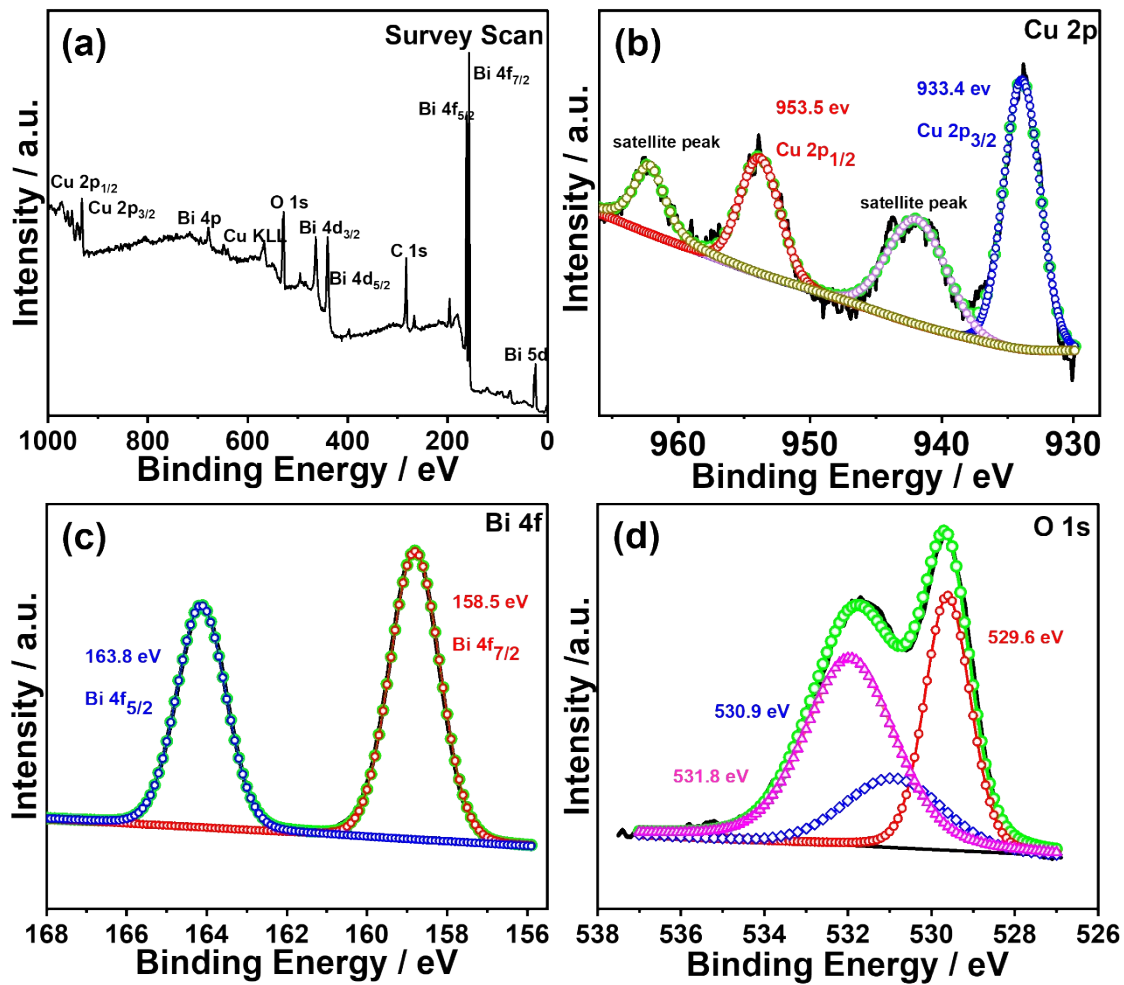 (a)
Survey Scan
Bi 4f7/2
Bi 4f5/2
Cu 2p1/2
Cu 2p3/2
Bi 4p
Cu KLL
O 1s
Bi 4d3/2
Bi 4d5/2
C 1s
Bi 5d
Intensity / a.u.
1000 800 600 400 200 0
Binding Energy / eV
(b)
Cu 2p
933.4 ev
Cu 2p3/2
953.5 ev
Cu 2p1/2
satellite peak
satellite peak
Intensity / a.u.
960 950 940 930
Binding Energy / eV
(c)
Bi 4f
158.5 eV
Bi 4f7/2
163.8 eV
Bi 4f5/2
Intensity / a.u.
168 166 164 162 160 158 156
Binding Energy / eV
(d)
O 1s
529.6 eV
530.9 eV
531.8 eV
Intensity /a.u.
538 536 534 532 530 528 526
Binding Energy / eV